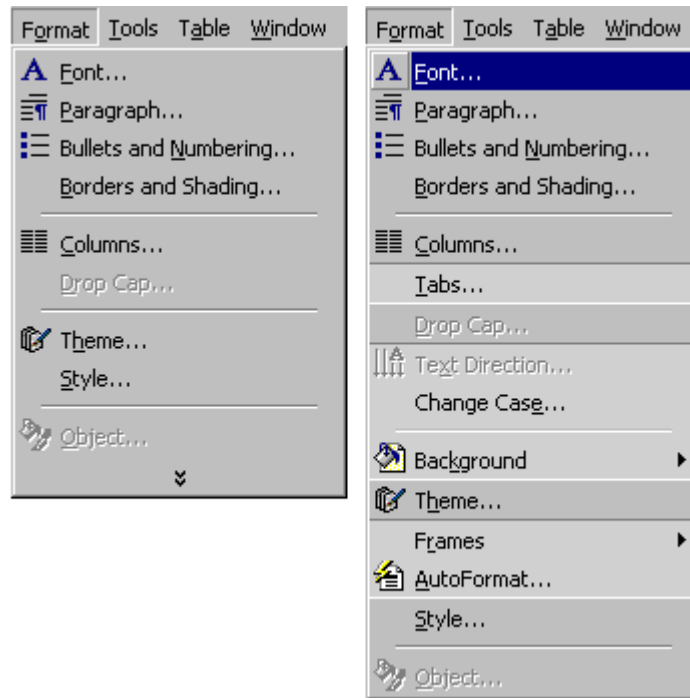 Format Tools Table Window
Font...
Paragraph...
Bullets and Numbering...
Borders and Shading...
Columns...
Drop Cap...
Theme...
Style...
Object...
Format Tools Table Window
Font...
Paragraph...
Bullets and Numbering...
Borders and Shading...
Columns...
Tabs...
Drop Cap...
Text Direction...
Change Case...
Background
Theme...
Frames
AutoFormat...
Style...
Object...